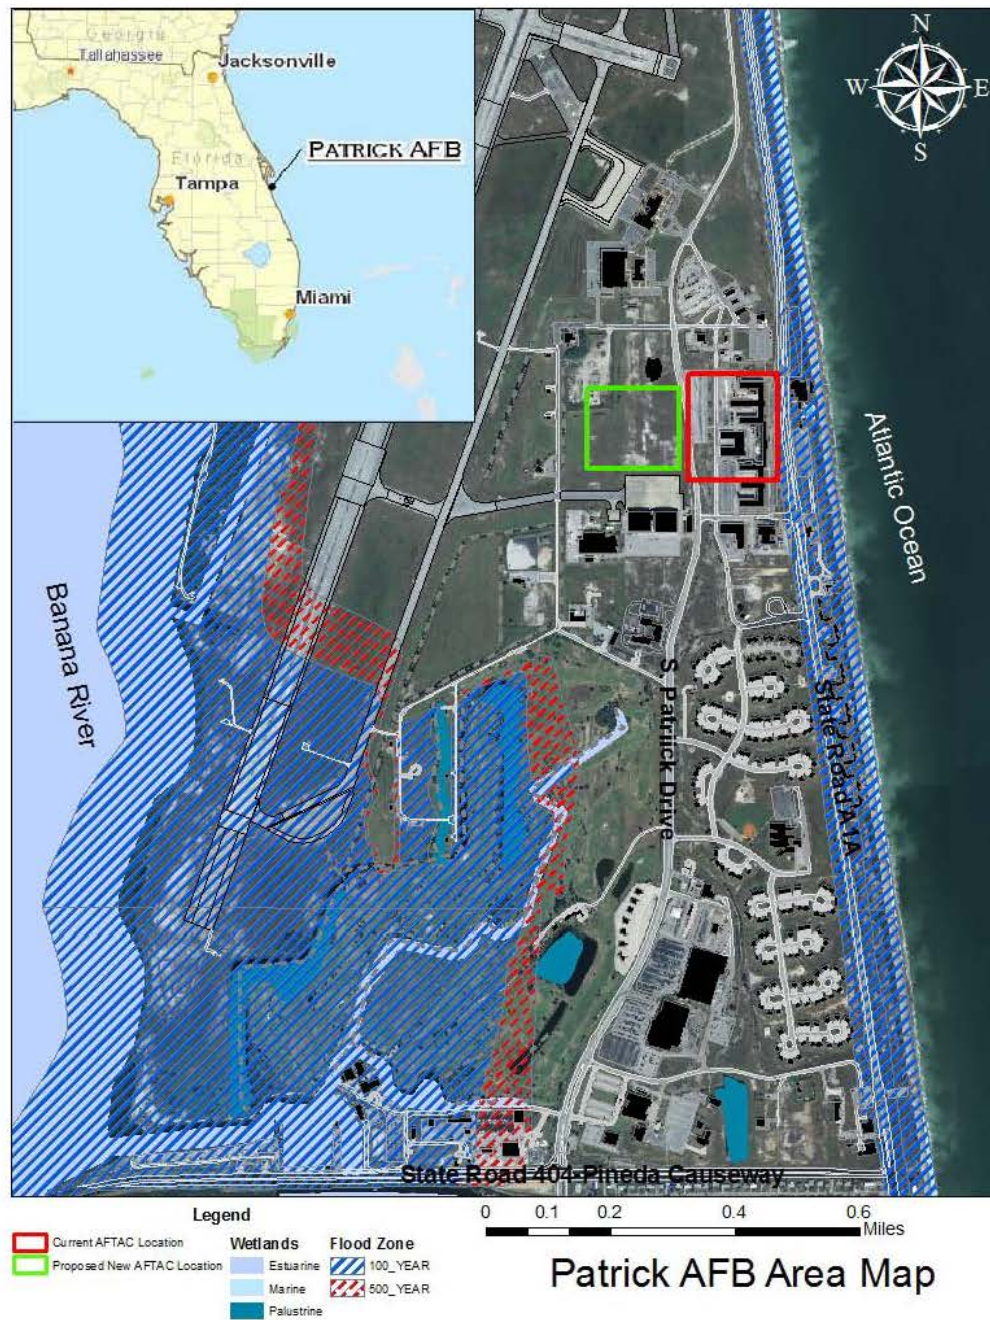 Georgia
Tallahassee
Jacksonville
Florida
PATRICK AFB
Tampa
Miami
N
W
E
S
Atlantic Ocean
Banana River
S Patrick Drive
State Road A1A
State Road 404-Pineda Causeway
Legend
Current AFTAC Location
Proposed New AFTAC Location
Wetlands
Estuarine
Marine
Palustrine
Flood Zone
100_YEAR
500_YEAR
0 0.1 0.2 0.4 0.6
Miles
Patrick AFB Area Map